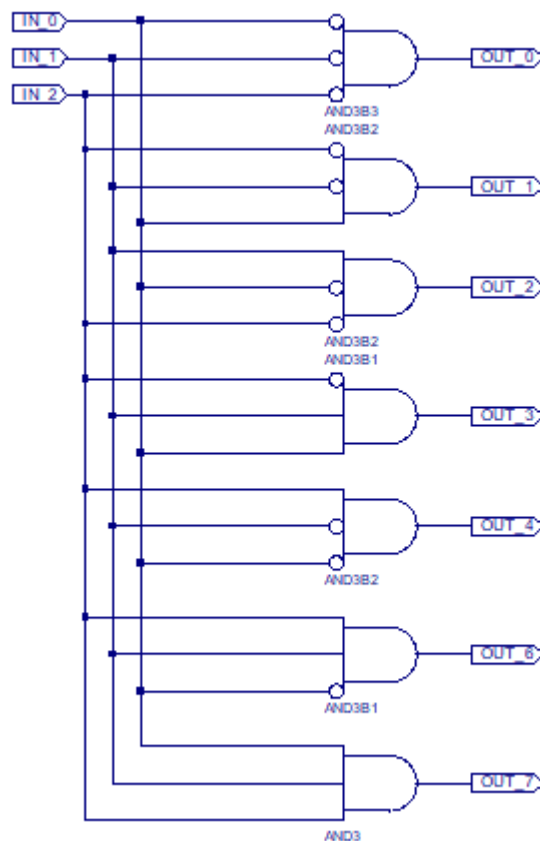 IN_0
OUT_0
IN_1
IN_2
AND3B3
AND3B2
OUT_1
OUT_2
AND3B2
AND3B1
OUT_3
OUT_4
AND3B2
OUT_6
AND3B1
OUT_7
AND3